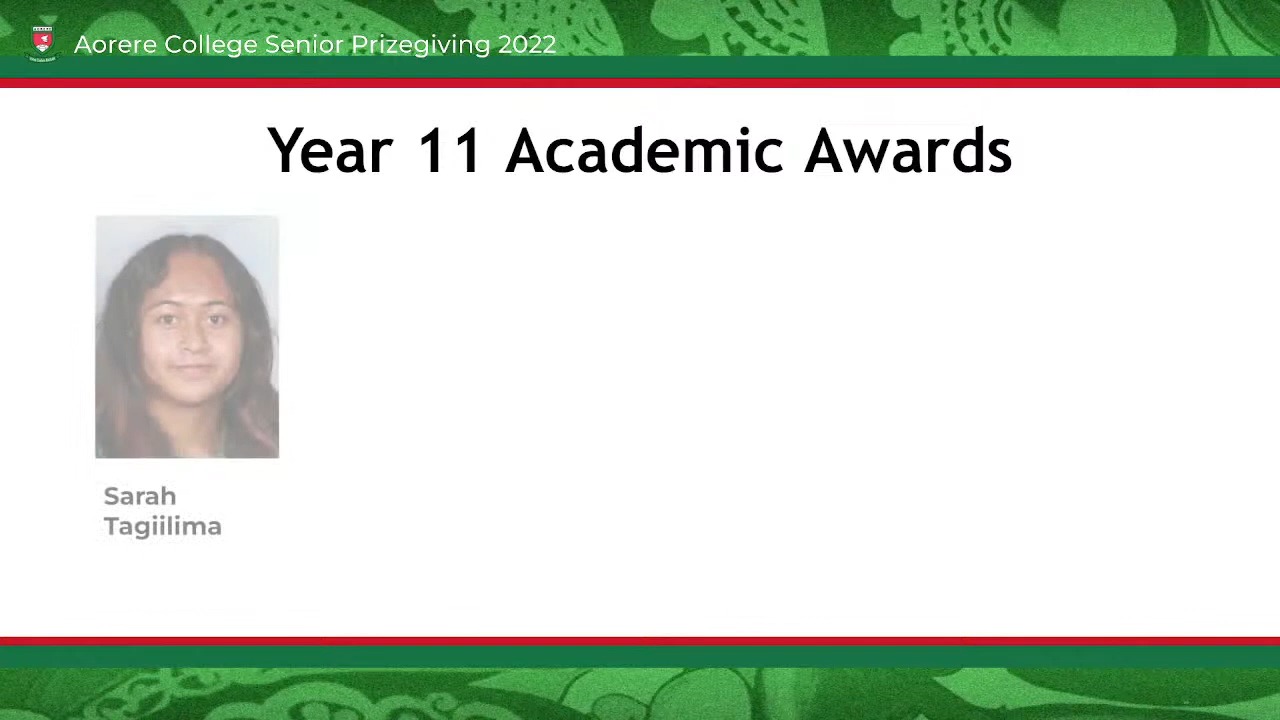 Aorere College Senior Prizegiving 2022
Year 11 Academic Awards
Sarah
Tagiilima